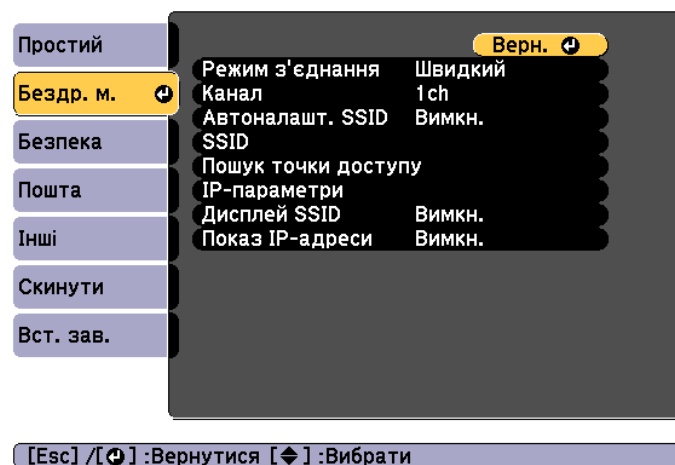 Простий
Бездр. м.
Безпека
Пошта
Інші
Скинути
Вст. зав.
Верн.
Режим з'єднання Швидкий
Канал 1ch
Автоналашт. SSID Вимкн.
SSID
Пошук точки доступу
IP-параметри
Дисплей SSID Вимкн.
Показ IP-адреси Вимкн.
[Esc] /[⏎] :Вернутися [◆] :Вибрати